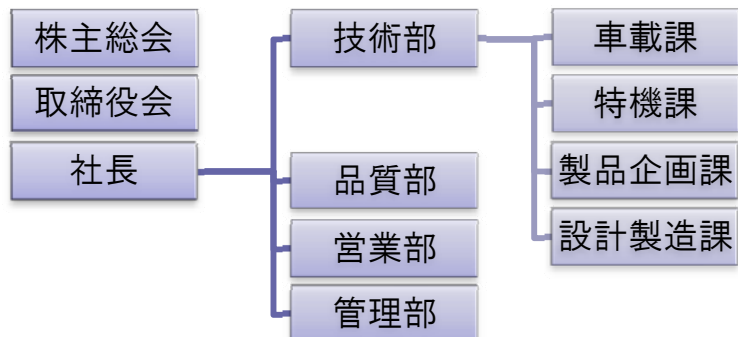 株主総会
取締役会
社長
技術部
品質部
営業部
管理部
車載課
特機課
製品企画課
設計製造課